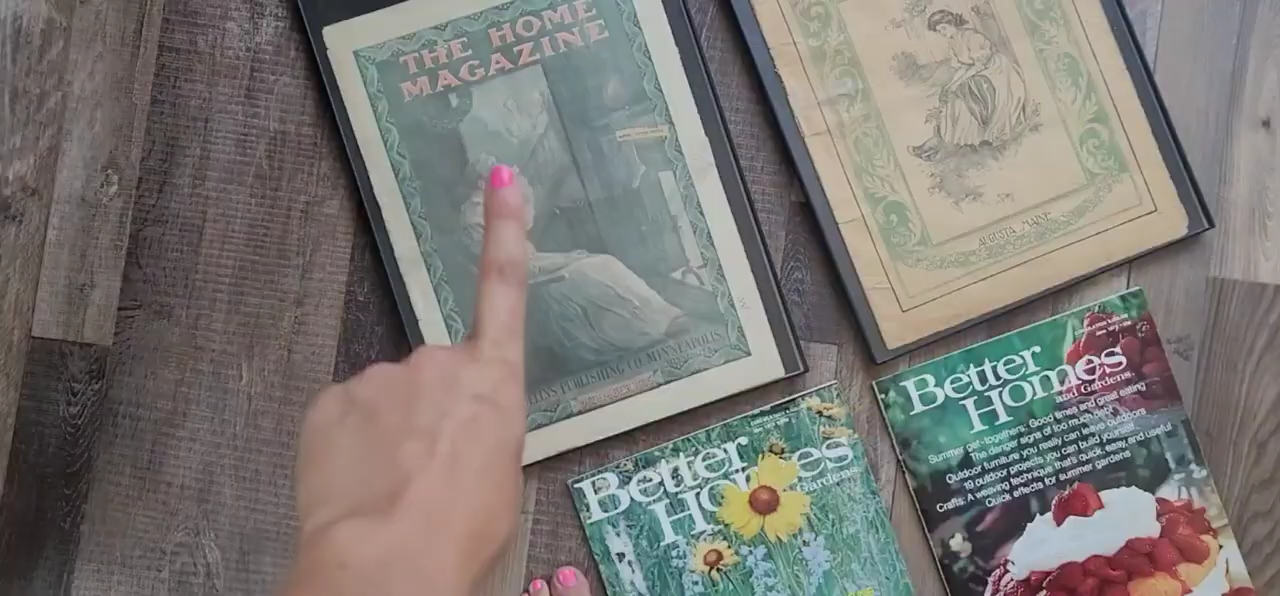 THE HOME
MAGAZINE
PUBLISHING CO. MINNEAPOLIS
AUGUSTA MAINE
Better
Homes
and Gardens
Summer get-togethers: Good times and great eating
The danger signs of too much debt
Outdoor furniture you really can leave outdoors
19 outdoor projects you can build yourself
Crafts: A weaving technique that's quick, easy, and useful
Quick effects for summer gardens
Better
Homes
Gardens